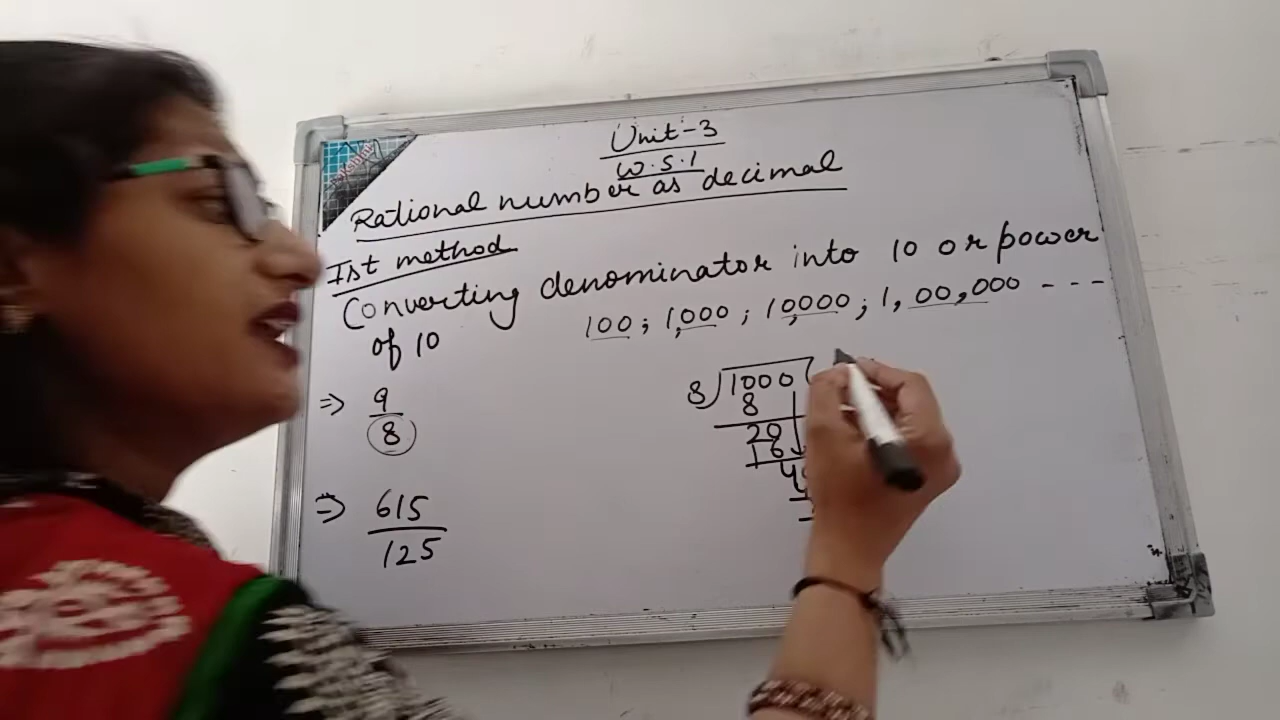 Unit-3
W.S.1
Rational number as decimal
Ist method
Converting denominator into 10 or power
of 10
100 ; 1,000 ; 10,000 ; 1,00,000 ---
⇒ 9
8
8 ) 1000 (
8
20
16
4
⇒ 615
125